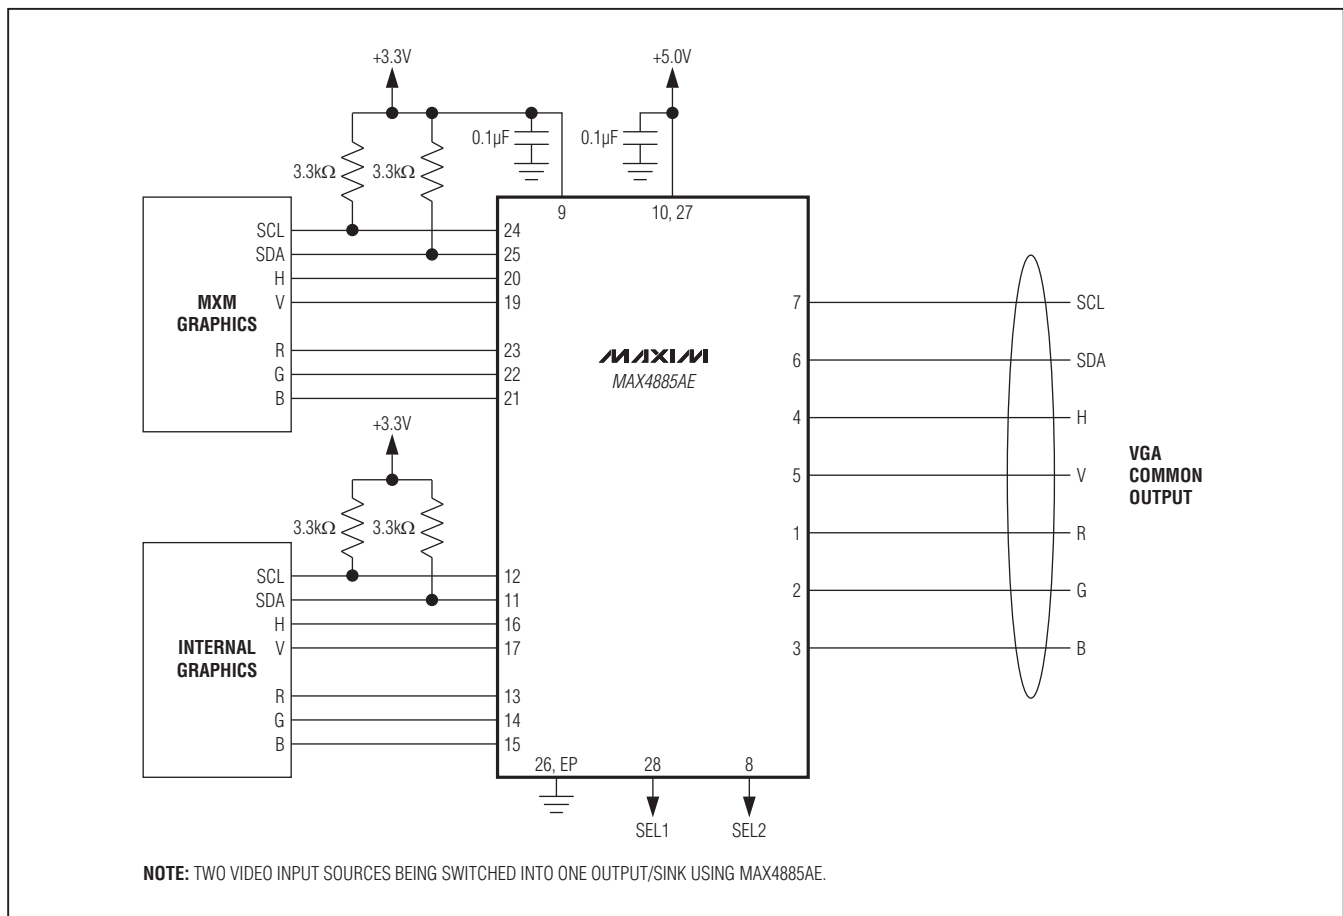 +3.3V
+5.0V
0.1µF
0.1µF
3.3kΩ
3.3kΩ
9
10, 27
MXM
GRAPHICS
SCL
SDA
H
V
R
G
B
24
25
20
19
23
22
21
MAXIM
MAX4885AE
+3.3V
3.3kΩ
3.3kΩ
INTERNAL
GRAPHICS
SCL
SDA
H
V
R
G
B
12
11
16
17
13
14
15
7
6
4
5
1
2
3
SCL
SDA
H
V
R
G
B
VGA
COMMON
OUTPUT
26, EP
28
8
SEL1
SEL2
NOTE: TWO VIDEO INPUT SOURCES BEING SWITCHED INTO ONE OUTPUT/SINK USING MAX4885AE.